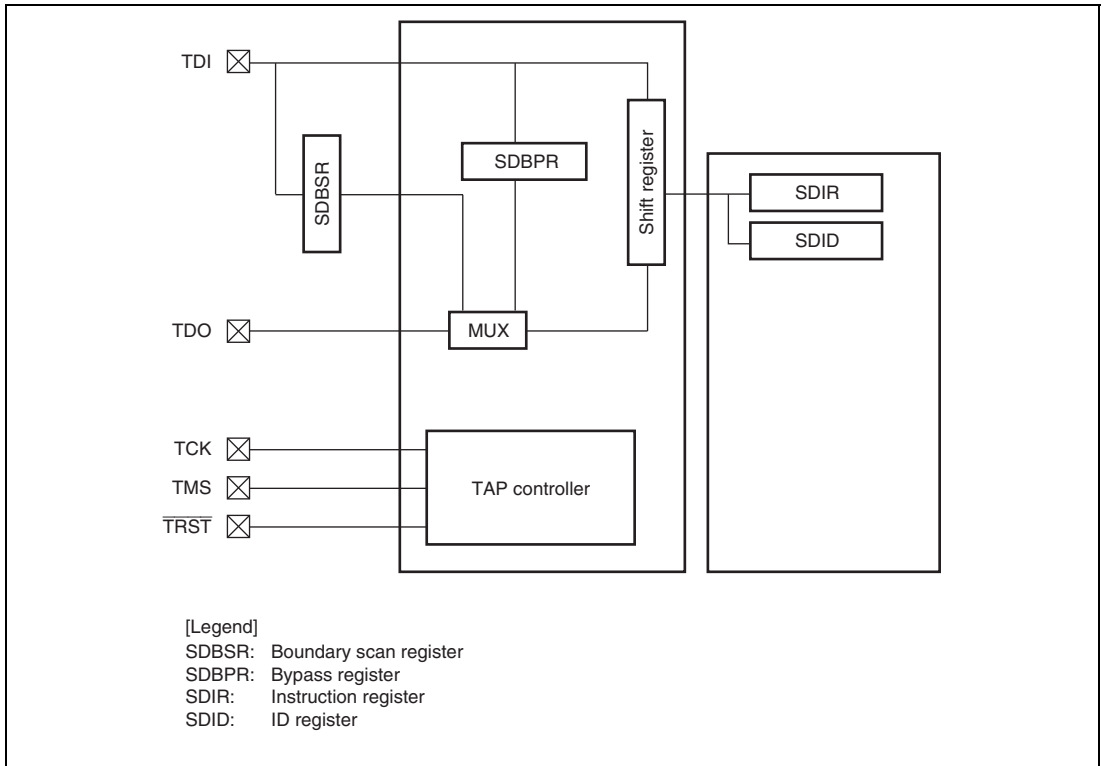 TDI
SDBSR
SDBPR
Shift register
SDIR
SDID
TDO
MUX
TCK
TMS
TRST
TAP controller
[Legend]
SDBSR: Boundary scan register
SDBPR: Bypass register
SDIR: Instruction register
SDID: ID register